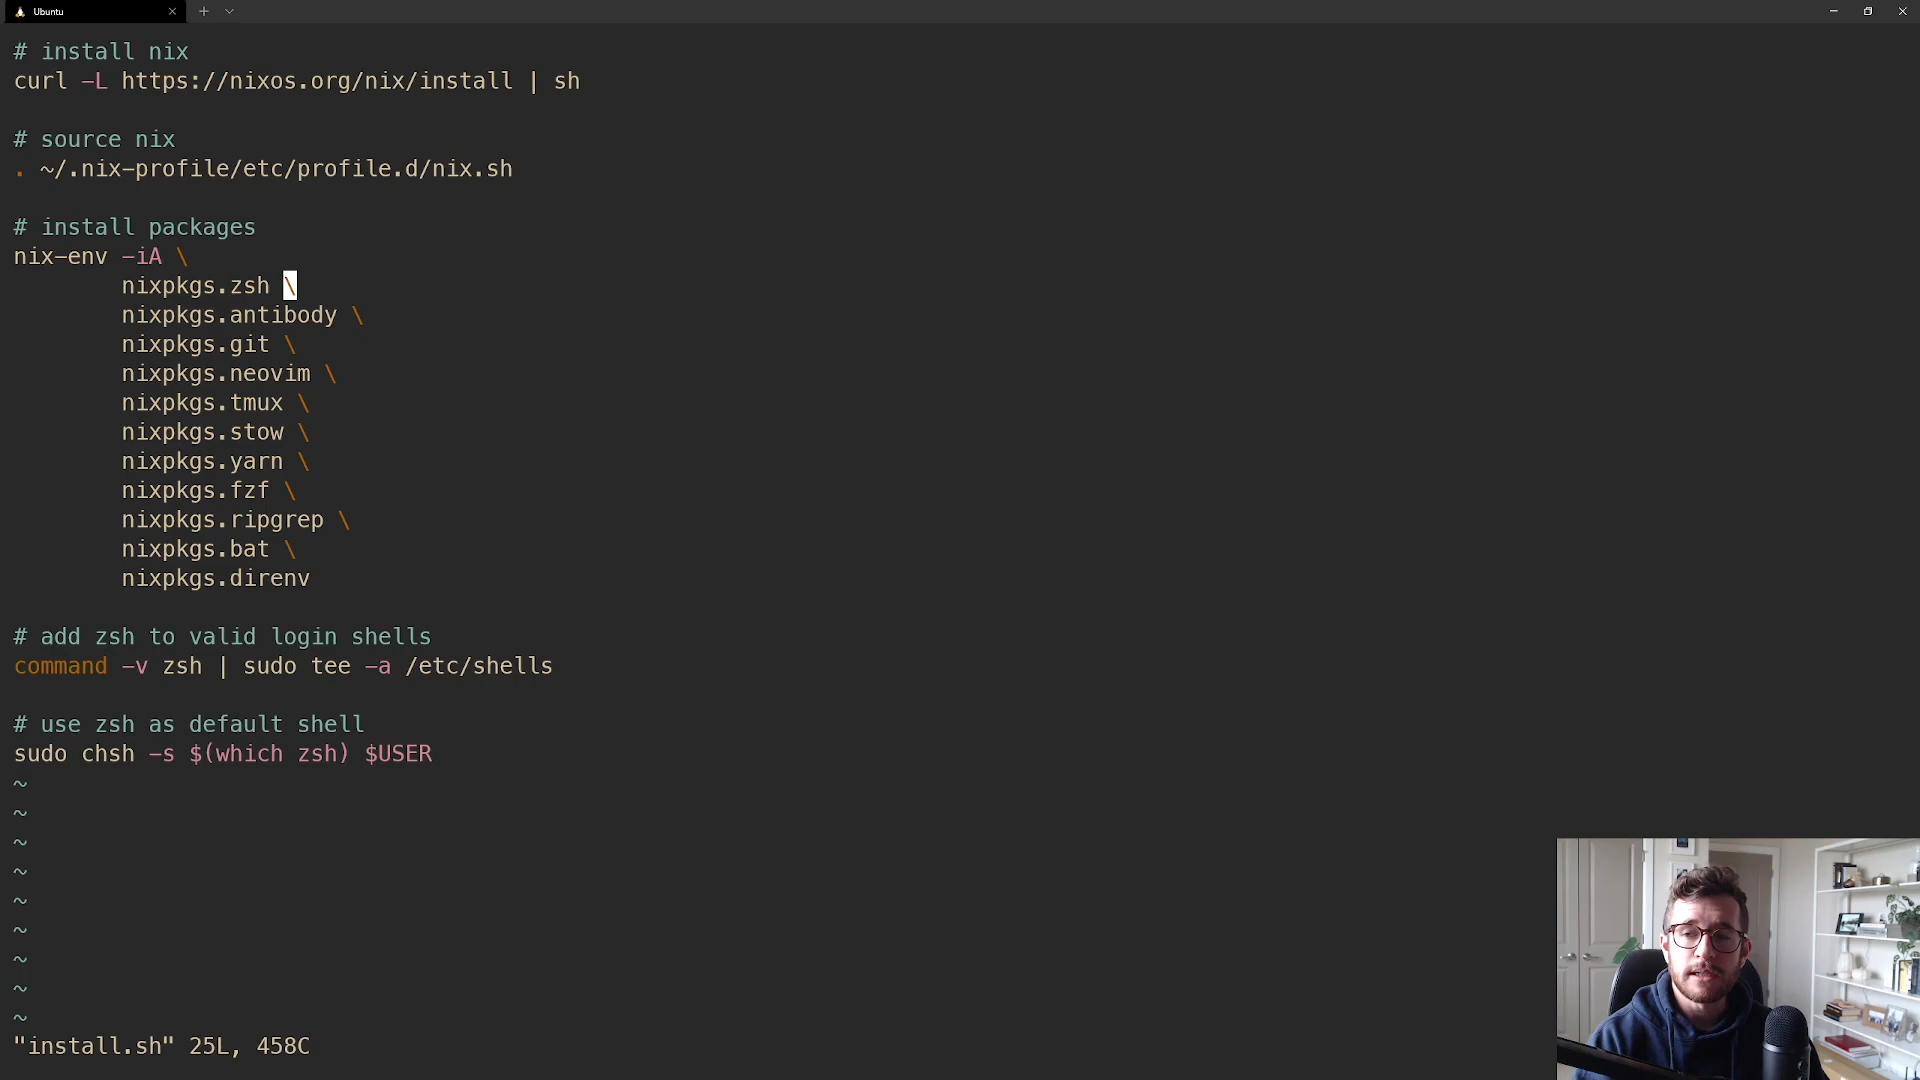 Ubuntu
# install nix
curl -L https://nixos.org/nix/install | sh
# source nix
. ~/.nix-profile/etc/profile.d/nix.sh
# install packages
nix-env -iA \
nixpkgs.zsh \
nixpkgs.antibody \
nixpkgs.git \
nixpkgs.neovim \
nixpkgs.tmux \
nixpkgs.stow \
nixpkgs.yarn \
nixpkgs.fzf \
nixpkgs.ripgrep \
nixpkgs.bat \
nixpkgs.direnv
# add zsh to valid login shells
command -v zsh | sudo tee -a /etc/shells
# use zsh as default shell
sudo chsh -s $(which zsh) $USER
~
~
~
~
~
~
~
~
~
"install.sh" 25L, 458C